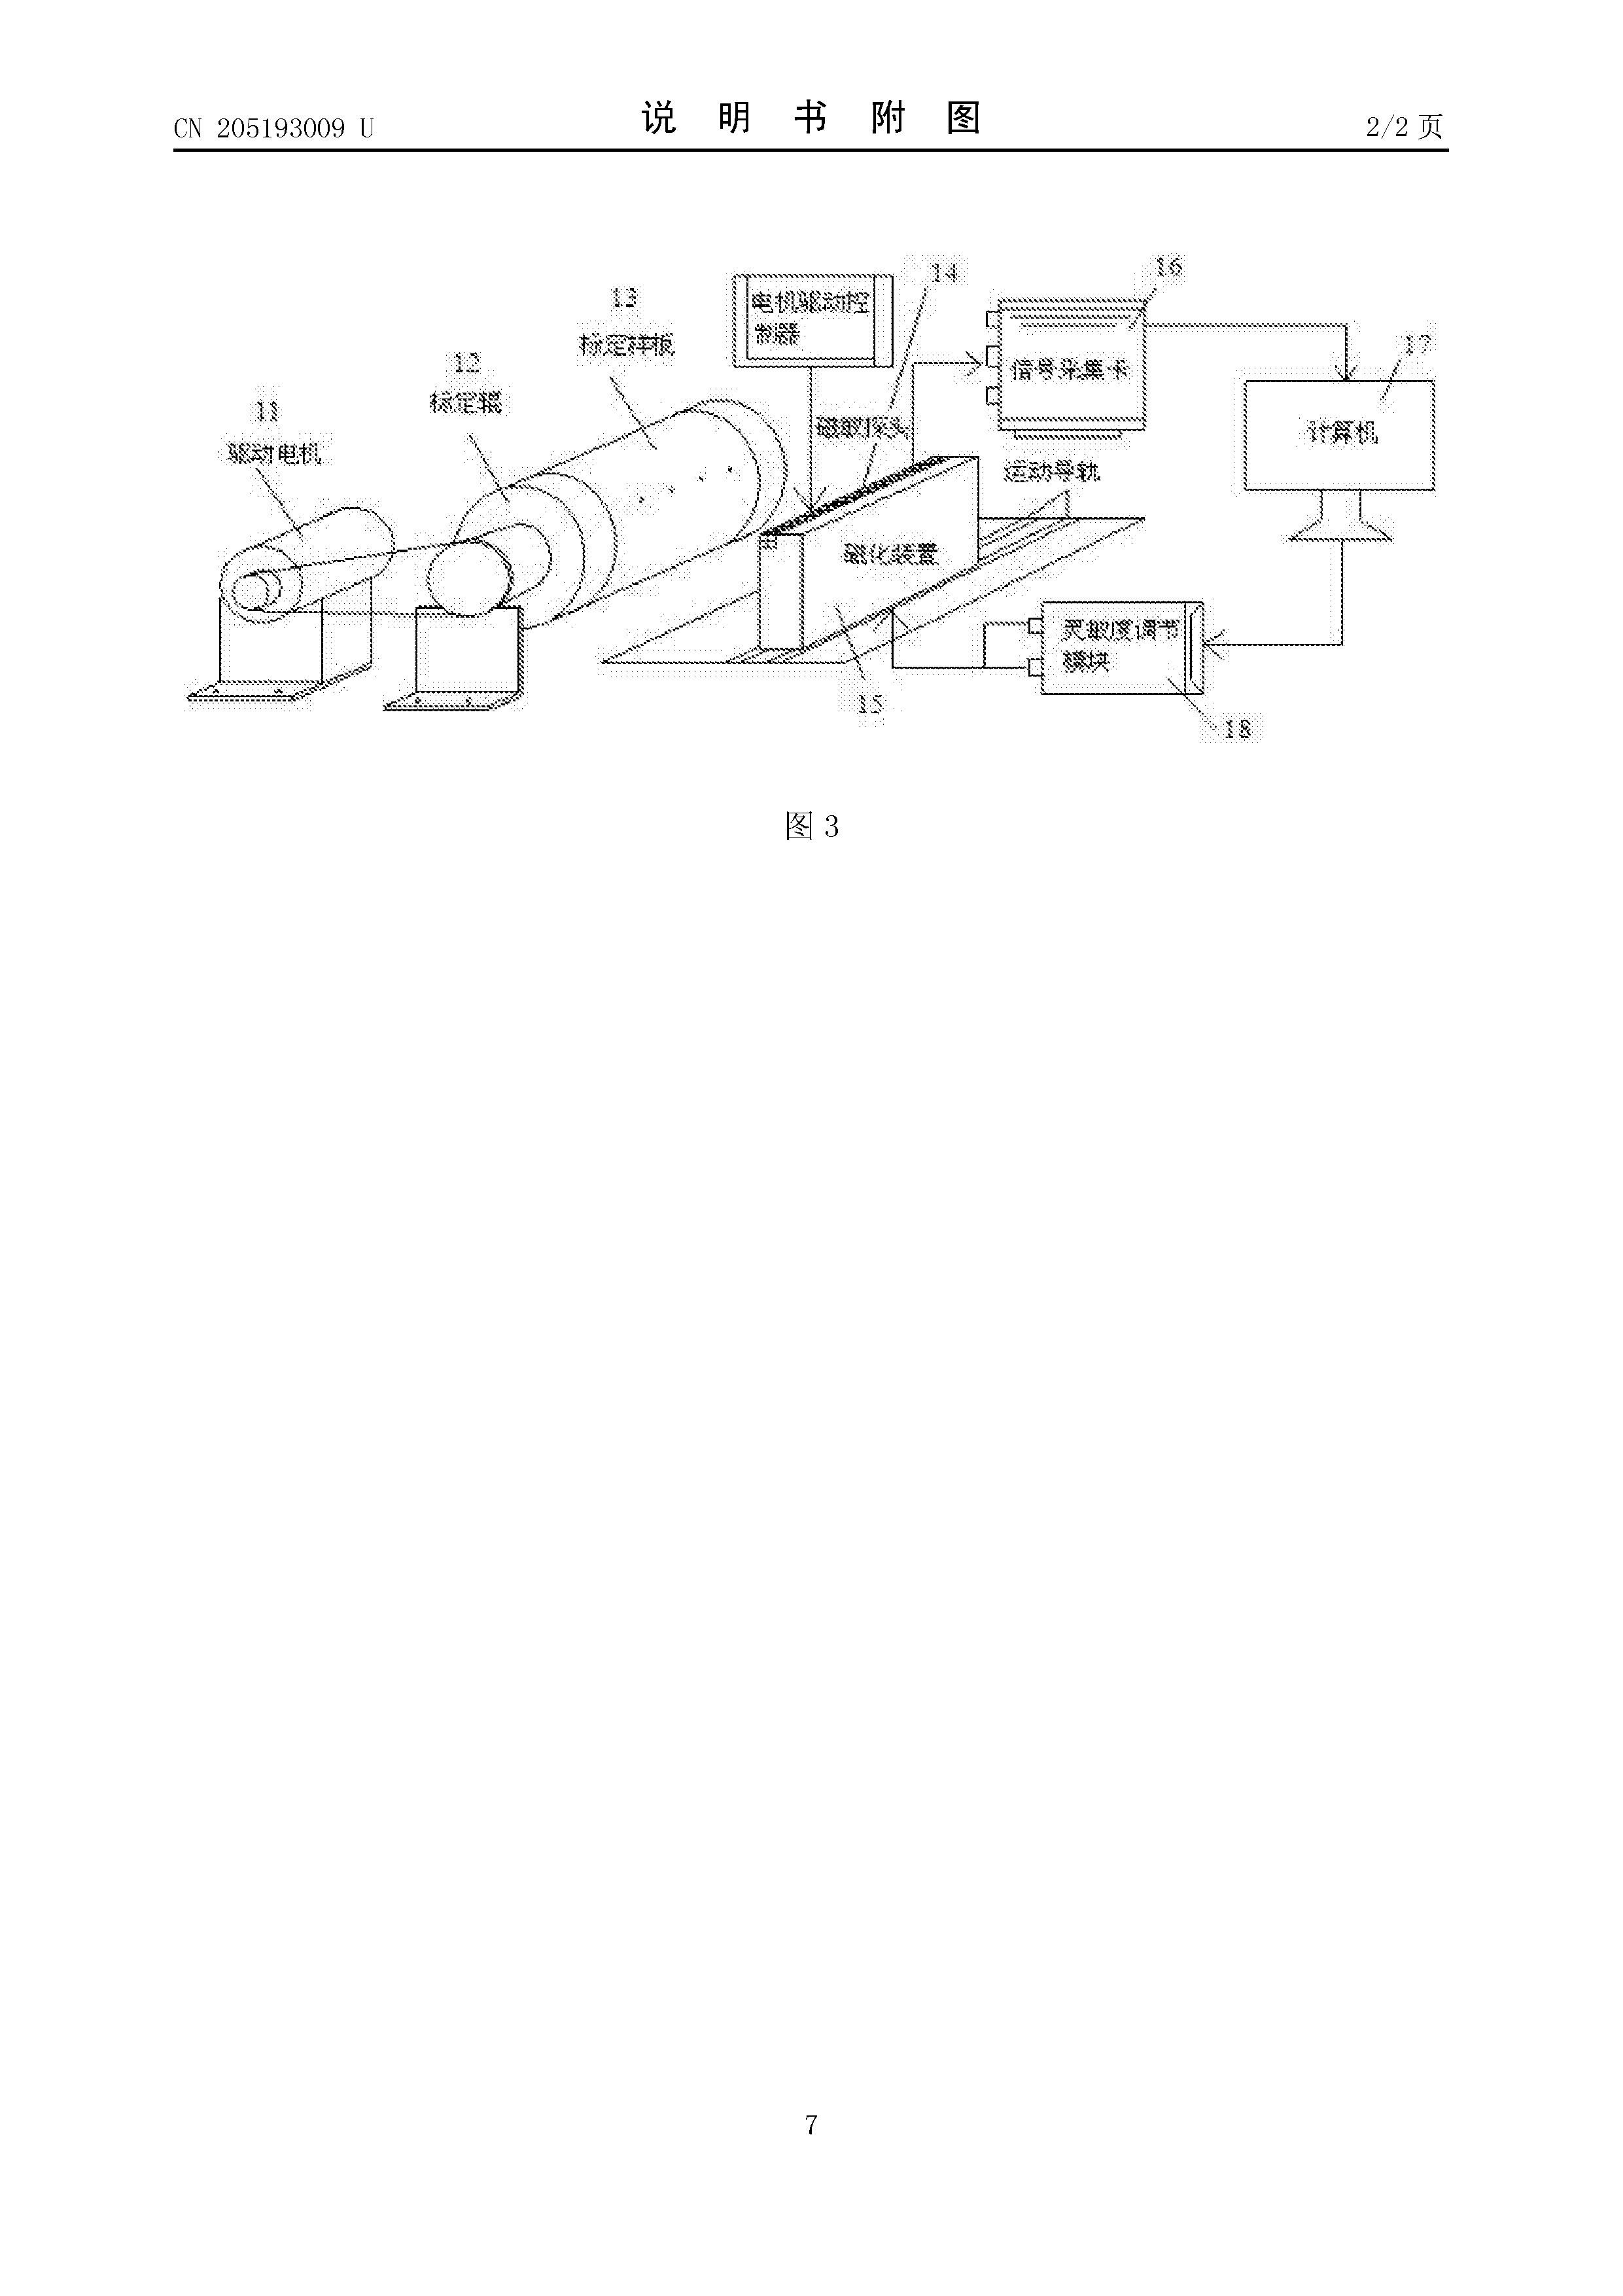 CN 205193009 U
说 明 书 附 图
2/2 页
14
16
13
电机驱动控
制器
标定样板
17
12
信号采集卡
标定辊
11
磁敏探头
计算机
驱动电机
运动导轨
磁化装置
灵敏度调节
模块
15
18
图 3
7